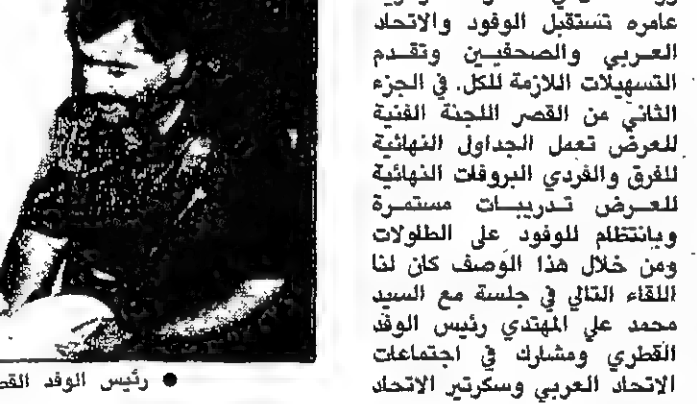 عامره تستقبل الوفود والاتحاد
العربي والصحفيين وتقدم
التسهيلات اللازمة للكل. في الجزء
الثاني من القصر اللجنة الفنية
للعرض تعمل الجداول النهائية
للفرق والفردي البروفات النهائية
للعرض تدريبات مستمرة
وبانتظام للوفود على الطاولات
ومن خلال هذا الوصف كان لنا
اللقاء التالي في جلسة مع السيد
محمد علي المهتدي رئيس الوفد
القطري ومشارك في اجتماعات
الاتحاد العربي وسكرتير الاتحاد
● رئيس الوفد القط